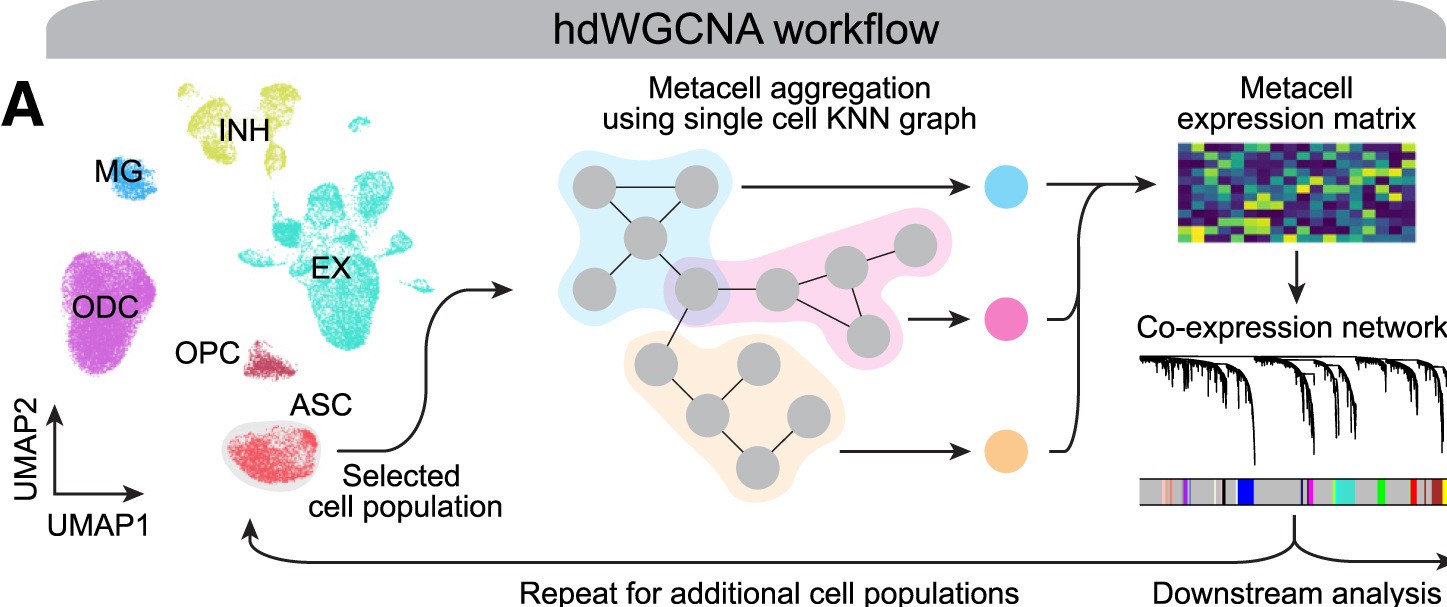 hdWGCNA workflow
A
Metacell aggregation
using single cell KNN graph
Metacell
expression matrix
INH
MG
EX
ODC
OPC
ASC
Co-expression network
UMAP2
UMAP1
Selected
cell population
Repeat for additional cell populations
Downstream analysis